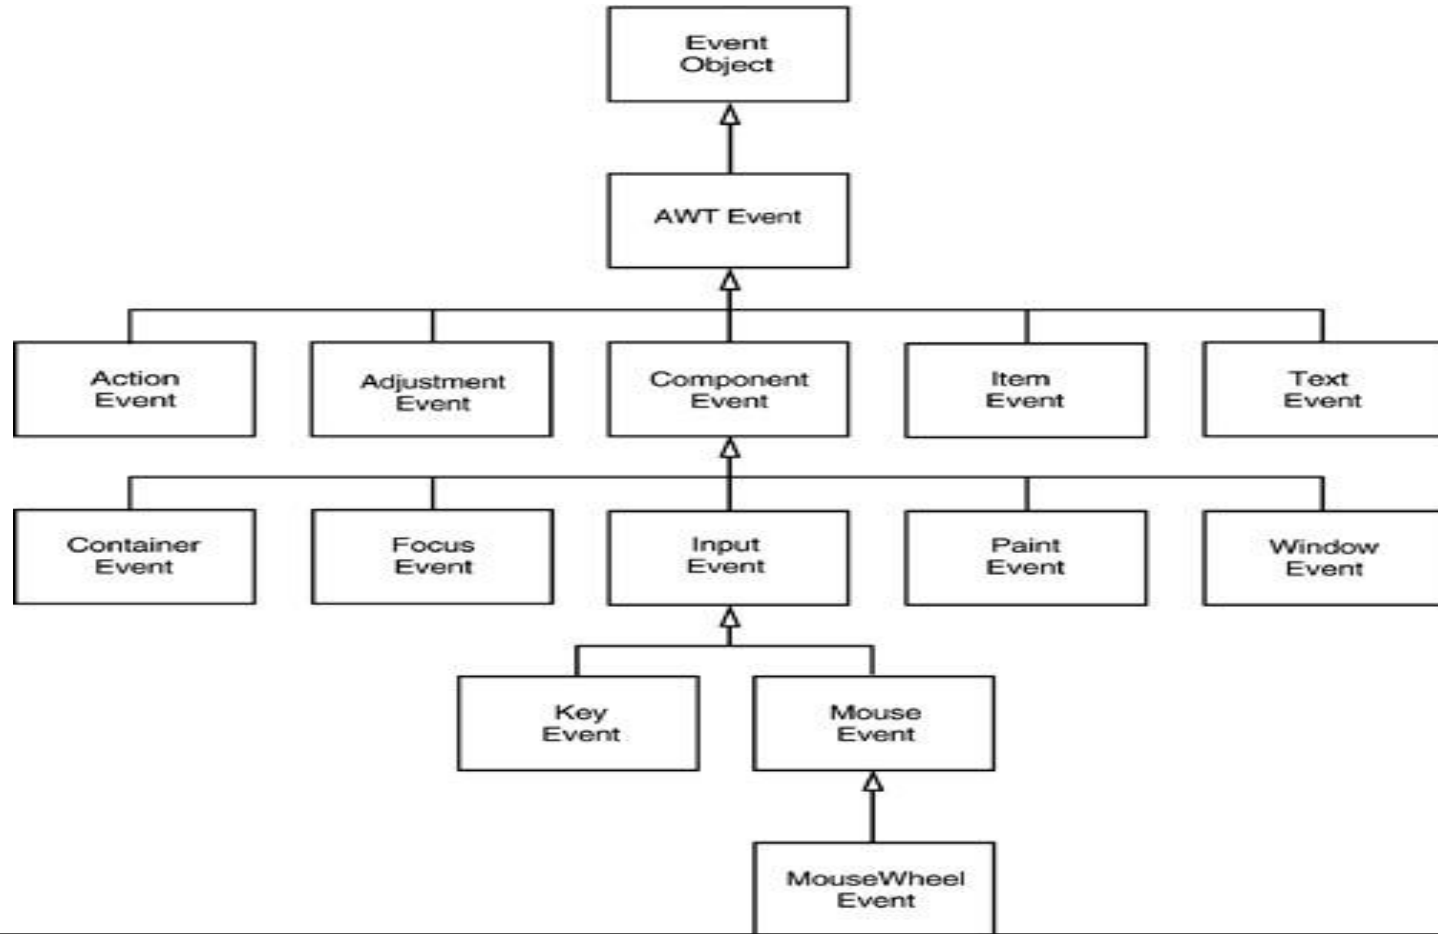 Event
Object
AWT Event
Action
Event
Adjustment
Event
Component
Event
Item
Event
Text
Event
Container
Event
Focus
Event
Input
Event
Paint
Event
Window
Event
Key
Event
Mouse
Event
MouseWheel
Event